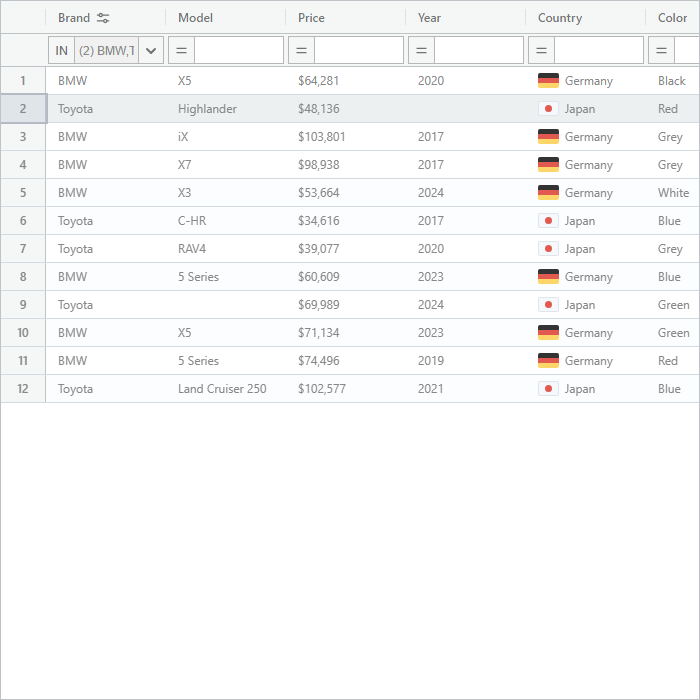 Brand Model Price Year Country Color
IN (2) BMW,T = = = = =
1 BMW X5 $64,281 2020 Germany Black
2 Toyota Highlander $48,136 Japan Red
3 BMW iX $103,801 2017 Germany Grey
4 BMW X7 $98,938 2017 Germany Grey
5 BMW X3 $53,664 2024 Germany White
6 Toyota C-HR $34,616 2017 Japan Blue
7 Toyota RAV4 $39,077 2020 Japan Grey
8 BMW 5 Series $60,609 2023 Germany Blue
9 Toyota $69,989 2024 Japan Green
10 BMW X5 $71,134 2023 Germany Green
11 BMW 5 Series $74,496 2019 Germany Red
12 Toyota Land Cruiser 250 $102,577 2021 Japan Blue